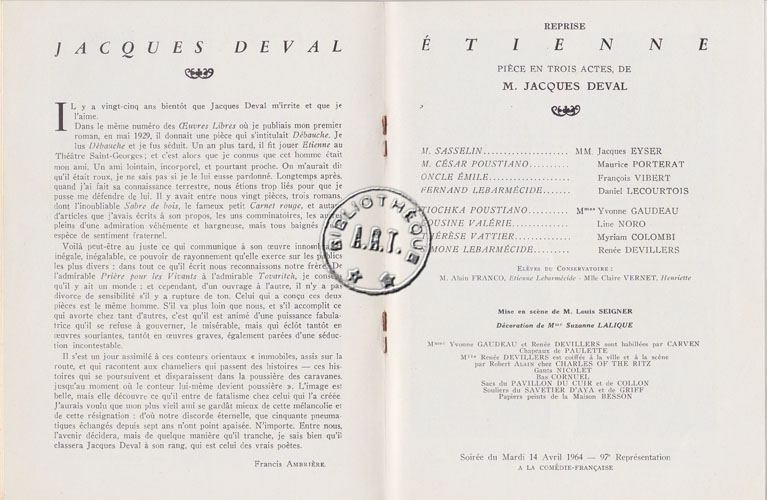 JACQUES DEVAL
IL y a vingt-cinq ans bientôt que Jacques Deval m'irrite et que je
l'aime.
Dans le même numéro des Œuvres Libres où je publiais mon premier
roman, en mai 1929, il donnait une pièce qui s'intitulait Débauche. Je
lus Débauche et je fus séduit. Un an plus tard, il fit jouer Etienne au
Théâtre Saint-Georges; et c'est alors que je connus que cet homme était
mon ami. Un ami lointain, incorporel, et pourtant proche. On m'aurait dit
qu'il était roux, je ne sais pas si je le lui eusse pardonné. Longtemps après,
quand j'ai fait sa connaissance terrestre, nous étions trop liés pour que je
pusse me défendre de lui. Il y avait entre nous vingt pièces, trois romans,
dont l'inoubliable Sabre de bois, le fameux petit Carnet rouge, et autant
d'articles que j'avais écrits à son propos, les uns comminatoires, les
pleins d'une admiration véhémente et hargneuse, mais tous baignés
espèce de sentiment fraternel.
Voilà peut-être au juste ce qui communique à son œuvre
inégale, inégalable, ce pouvoir de rayonnement qu'elle exerce sur les publics
les plus divers : dans tout ce qu'il écrit nous reconnaissons notre frère. De
l'admirable Prière pour les Vivants à l'admirable Tovaritch, je
qu'il y ait un monde : et cependant, d'un ouvrage à l'autre, il n'y a pas
divorce de sensibilité s'il y a rupture de ton. Celui qui a conçu ces deux
pièces est le même homme. S'il va plus loin que nous, et s'il accomplit ce
qui avorte chez tant d'autres, c'est qu'il est animé d'une puissance fabula-
trice qu'il se refuse à gouverner, le misérable, mais qui éclôt tantôt en
œuvres souriantes, tantôt en œuvres graves, également parées d'une séduc-
tion incontestable.
Il s'est un jour assimilé à ces conteurs orientaux « immobiles, assis sur la
route, et qui racontent aux chameliers qui passent des histoires — ces his-
toires qui se poursuivent et disparaissent dans la poussière des caravanes,
jusqu'au moment où le conteur lui-même devient poussière ». L'image est
belle, mais elle découvre ce qu'il entre de fatalisme chez celui qui l'a créée
J'aurais voulu que mon plus vieil ami se gardât mieux de cette mélancolie et
de cette résignation : d'où notre discorde éternelle, que cinquante pneuma-
tiques échangés depuis sept ans n'ont point apaisée. N'importe. Entre nous,
l'avenir décidera, mais de quelque manière qu'il tranche, je sais bien qu'il
classera Jacques Deval à son rang, qui est celui des vrais poètes.
Francis AMBRIÈRE.
BIBLIOTHÈQUE
A.R.T.
REPRISE
ÉTIENNE
PIÈCE EN TROIS ACTES, DE
M. JACQUES DEVAL
M. SASSELIN..................... MM. Jacques EYSER
M. CÉSAR POUSTIANO......... Maurice PORTERAT
ONCLE ÉMILE.................. François VIBERT
FERNAND LEBARMÉCIDE....... Daniel LECOURTOIS
POUSTIANO.......... Mmes Yvonne GAUDEAU
COUSINE VALÉRIE.............. Line NORO
THÉRÈSE VATTIER............. Myriam COLOMBI
SIMONE LEBARMÉCIDE......... Renée DEVILLERS
ELÈVES DU CONSERVATOIRE :
M. Alain FRANCO, Etienne Lebarmécide - Mlle Claire VERNET, Henriette
Mise en scène de M. Louis SEIGNER
Décoration de Mme Suzanne LALIQUE
Mmes Yvonne GAUDEAU et Renée DEVILLERS sont habillées par CARVEN
Chapeaux de PAULETTE
Mlle Renée DEVILLERS est coiffée à la ville et à la scène
par Robert ALAIN chez CHARLES OF THE RITZ
Gants NICOLET
Bas CORNUEL
Sacs du PAVILLON DU CUIR et de COLLON
Souliers du SAVETIER D'AYA et de GRIFF
Papiers peints de la Maison BESSON
Soirée du Mardi 14 Avril 1964 — 97e Représentation
A LA COMÉDIE-FRANÇAISE